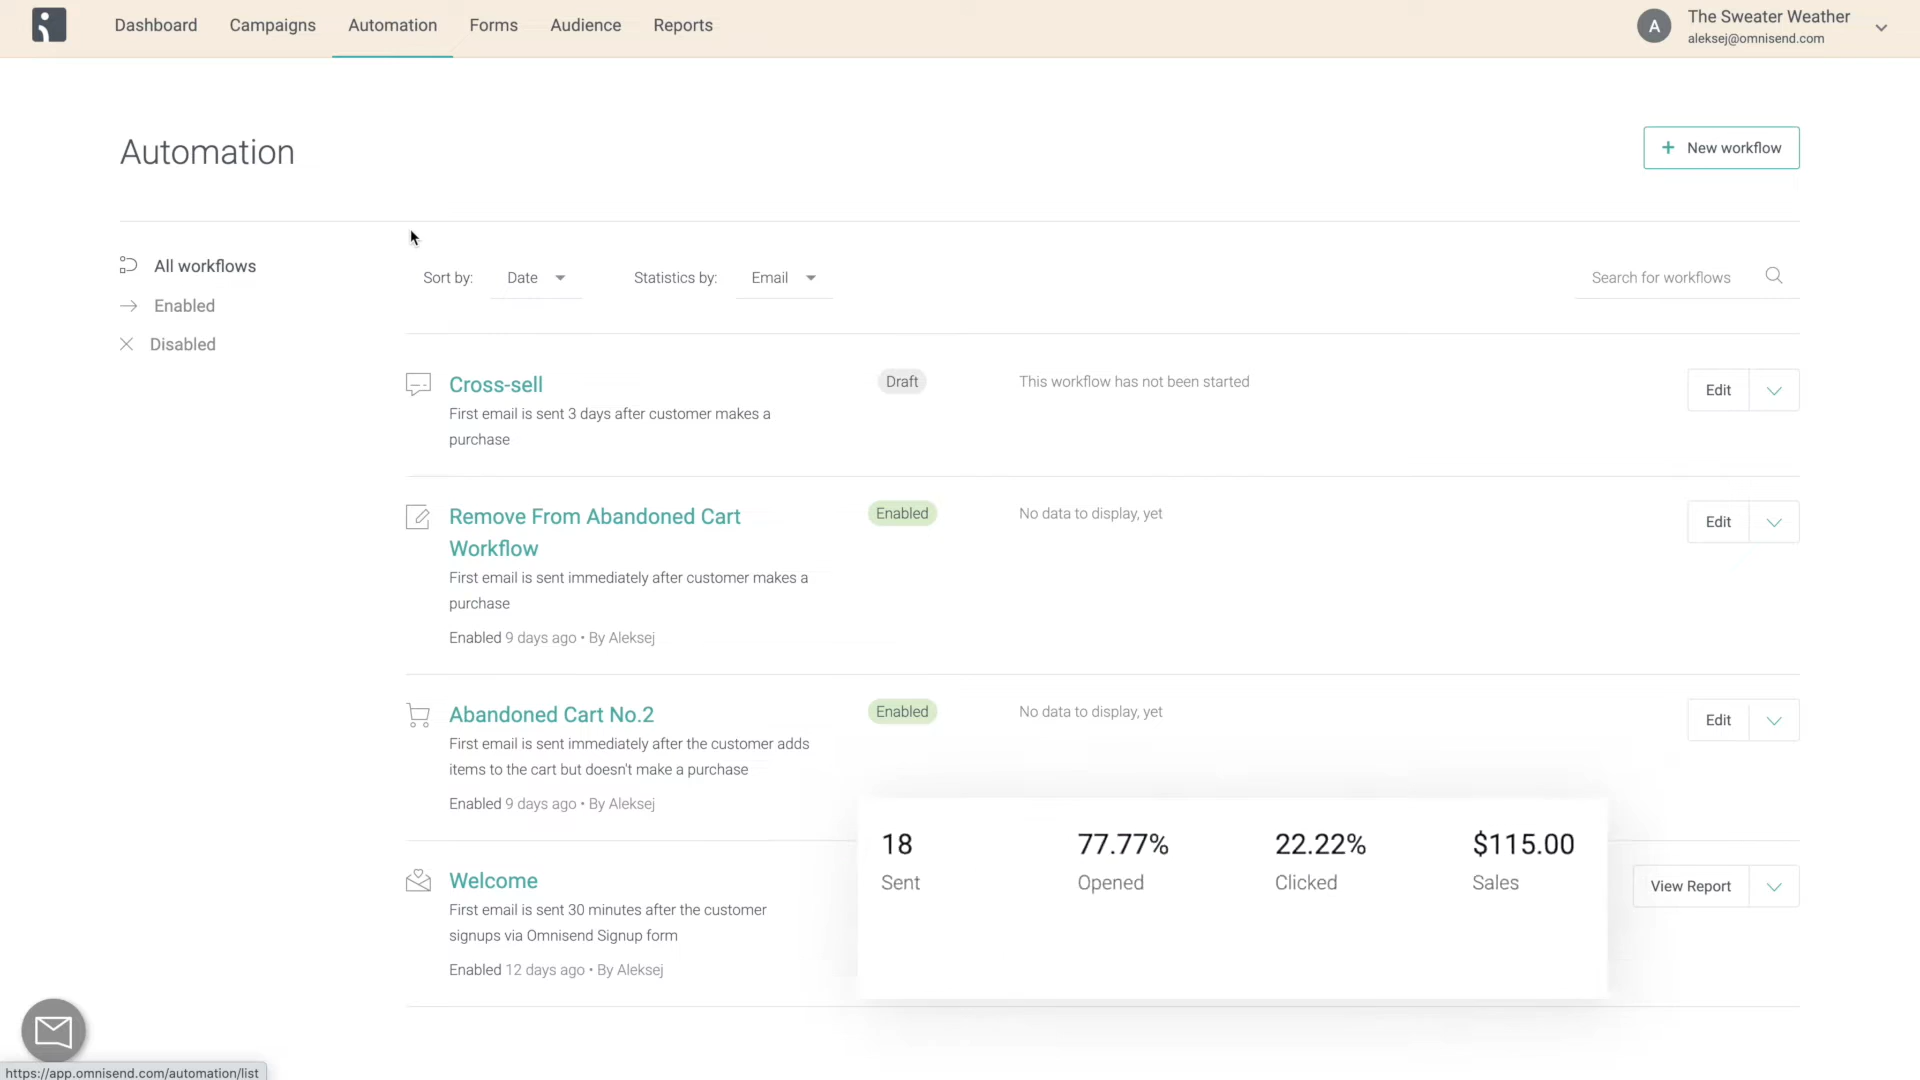 Dashboard Campaigns Automation Forms Audience Reports
A The Sweater Weather
aleksej@omnisend.com
Automation
+ New workflow
All workflows
Enabled
Disabled
Sort by: Date Statistics by: Email Search for workflows
Cross-sell Draft This workflow has not been started Edit
First email is sent 3 days after customer makes a
purchase
Remove From Abandoned Cart Enabled No data to display, yet Edit
Workflow
First email is sent immediately after customer makes a
purchase
Enabled 9 days ago • By Aleksej
Abandoned Cart No.2 Enabled No data to display, yet Edit
First email is sent immediately after the customer adds
items to the cart but doesn't make a purchase
Enabled 9 days ago • By Aleksej
18 77.77% 22.22% $115.00
Sent Opened Clicked Sales
Welcome View Report
First email is sent 30 minutes after the customer
signups via Omnisend Signup form
Enabled 12 days ago • By Aleksej
https://app.omnisend.com/automation/list